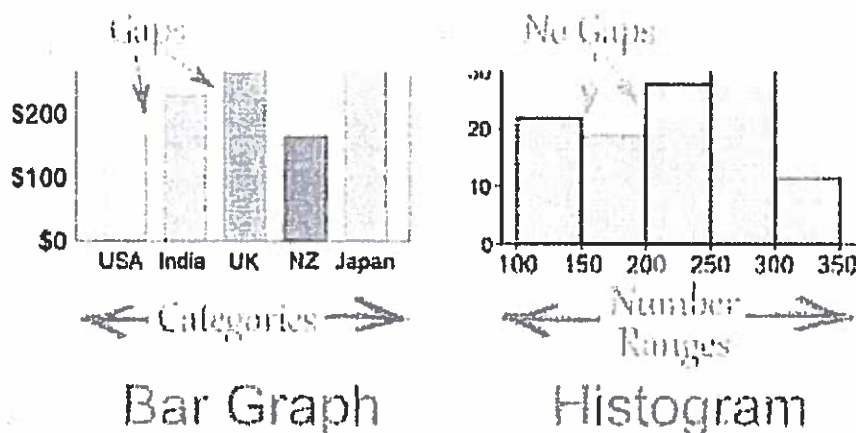 Gaps
$200
$100
$0
USA India UK NZ Japan
Categories
Bar Graph
No Gaps
30
20
10
0
100 150 200 250 300 350
Number
Ranges
Histogram